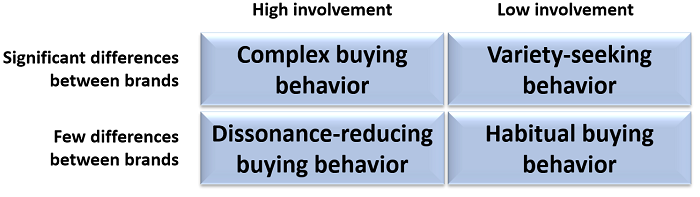 High involvement Low involvement
Significant differences
between brands
Complex buying
behavior
Variety-seeking
behavior
Few differences
between brands
Dissonance-reducing
buying behavior
Habitual buying
behavior